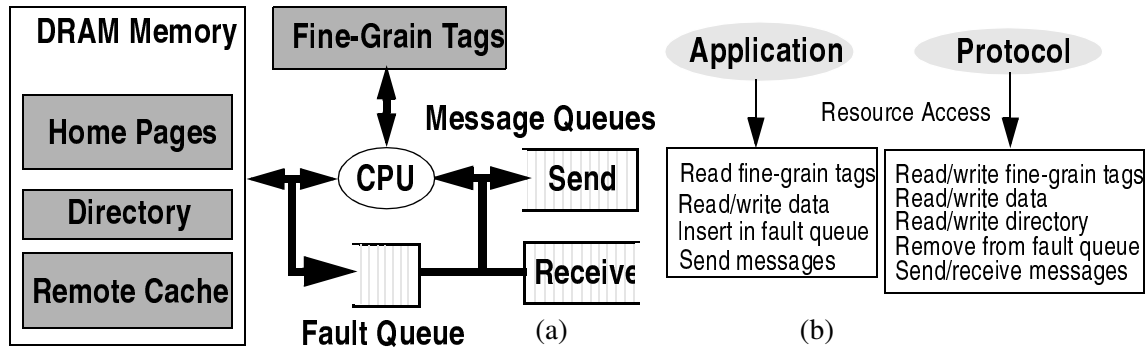 DRAM Memory
Home Pages
Directory
Remote Cache
Fine-Grain Tags
Message Queues
CPU
Send
Receive
Fault Queue
(a)
Application
Protocol
Resource Access
Read fine-grain tags
Read/write data
Insert in fault queue
Send messages
Read/write fine-grain tags
Read/write data
Read/write directory
Remove from fault queue
Send/receive messages
(b)